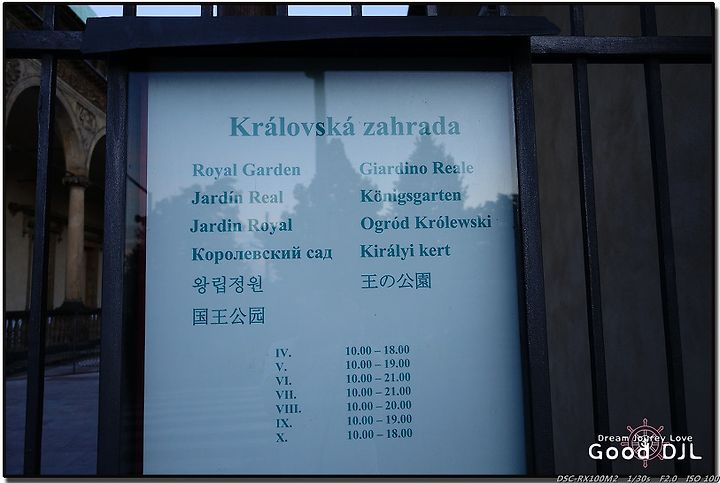 Královská zahrada
Royal Garden
Giardino Reale
Jardín Real
Königsgarten
Jardin Royal
Ogród Królewski
Королевский сад
Királyi kert
왕립정원
王の公園
国王公园
IV. 10.00 – 18.00
V. 10.00 – 19.00
VI. 10.00 – 21.00
VII. 10.00 – 21.00
VIII. 10.00 – 20.00
IX. 10.00 – 19.00
X. 10.00 – 18.00
Dream Jourey Love
Good DJL
DSC-RX100M2 1/30s F2.0 ISO 100